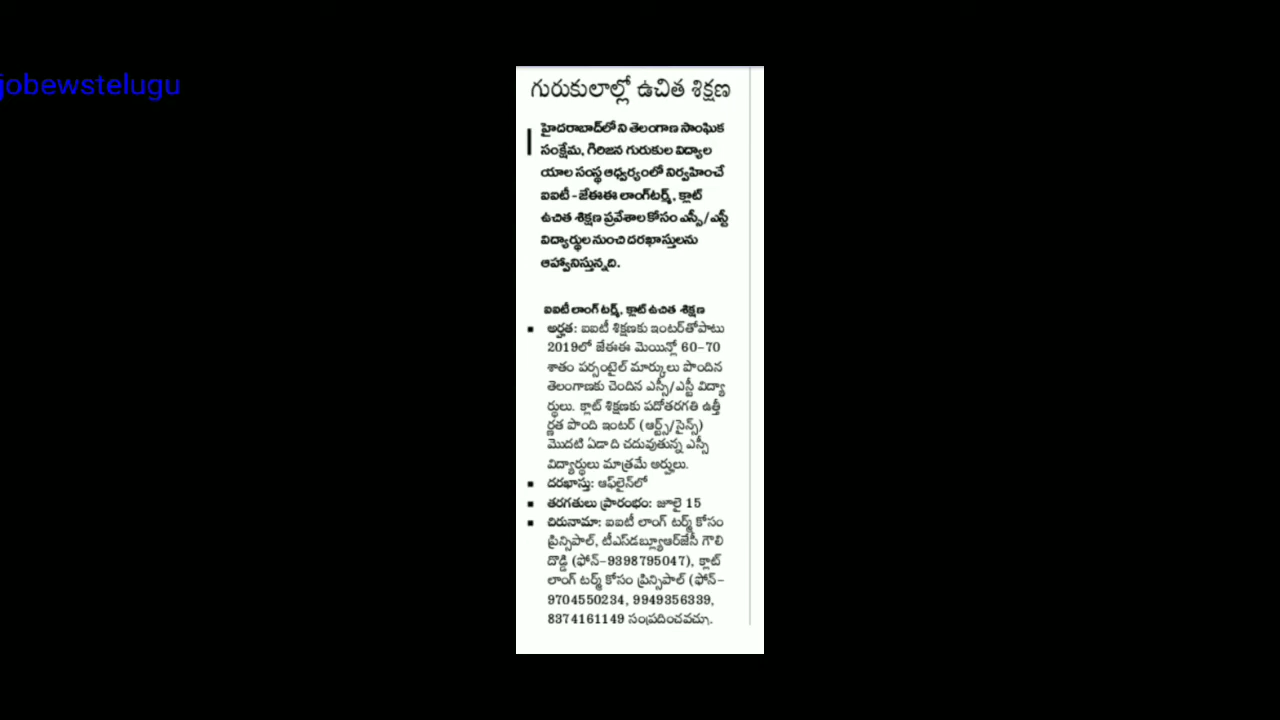 jobewstelugu
గురుకులాల్లో ఉచిత శిక్షణ
హైదరాబాద్‌లోని తెలంగాణ సాంఘిక
సంక్షేమ, గిరిజన గురుకుల విద్యాల
యాల సంస్థ ఆధ్వర్యంలో నిర్వహించే
ఐఐటీ - జేఈఈ లాంగ్‌టర్మ్, క్లాట్
ఉచిత శిక్షణ ప్రవేశాల కోసం ఎస్సీ/ఎస్టీ
విద్యార్థుల నుంచి దరఖాస్తులను
ఆహ్వానిస్తున్నది.
ఐఐటీ లాంగ్ టర్మ్, క్లాట్ ఉచిత శిక్షణ
▪ అర్హత: ఐఐటీ శిక్షణకు ఇంటర్‌తోపాటు
2019లో జేఈఈ మెయిన్లో 60–70
శాతం పర్సంటైల్ మార్కులు పొందిన
తెలంగాణకు చెందిన ఎస్సీ/ఎస్టీ విద్యా
ర్థులు. క్లాట్ శిక్షణకు పదోతరగతి ఉత్తీ
ర్ణత పొంది ఇంటర్ (ఆర్ట్స్/సైన్స్)
మొదటి ఏడాది చదువుతున్న ఎస్సీ
విద్యార్థులు మాత్రమే అర్హులు.
▪ దరఖాస్తు: ఆఫ్‌లైన్‌లో
▪ తరగతులు ప్రారంభం: జూలై 15
▪ చిరునామా: ఐఐటీ లాంగ్ టర్మ్ కోసం
ప్రిన్సిపాల్, టీఎస్‌డబ్ల్యూఆర్‌జేసీ గౌలి
దొడ్డి (ఫోన్–9398795047), క్లాట్
లాంగ్ టర్మ్ కోసం ప్రిన్సిపాల్ (ఫోన్–
9704550234, 9949356339,
8374161149 సంప్రదించవచ్చు.